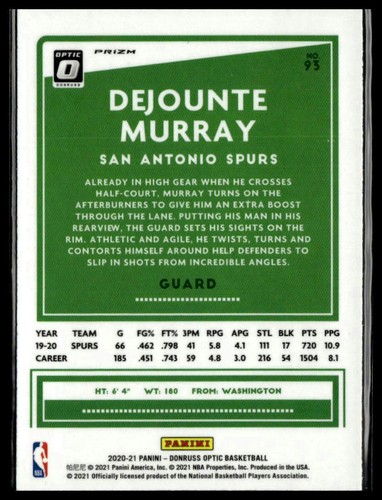 OPTIC
DONRUSS
PRIZM
NO.
93
DEJOUNTE
MURRAY
SAN ANTONIO SPURS
ALREADY IN HIGH GEAR WHEN HE CROSSES
HALF-COURT, MURRAY TURNS ON THE
AFTERBURNERS TO GIVE HIM AN EXTRA BOOST
THROUGH THE LANE. PUTTING HIS MAN IN HIS
REARVIEW, THE GUARD SETS HIS SIGHTS ON THE
RIM. ATHLETIC AND AGILE, HE TWISTS, TURNS AND
CONTORTS HIMSELF AROUND HELP DEFENDERS TO
SLIP IN SHOTS FROM INCREDIBLE ANGLES.
GUARD
YEAR TEAM G FG% FT% 3PM RPG APG STL BLK PTS PPG
19-20 SPURS 66 .462 .798 41 5.8 4.1 111 17 720 10.9
CAREER 185 .451 .743 59 4.8 3.0 216 54 1504 8.1
HT: 6' 4" WT: 180 FROM: WASHINGTON
PANINI
2020-21 PANINI - DONRUSS OPTIC BASKETBALL
帕尼尼 © 2021 Panini America, Inc. © 2021 NBA Properties, Inc. Produced in the USA.
© 2021 Officially licensed product of the National Basketball Players Association.
NBA